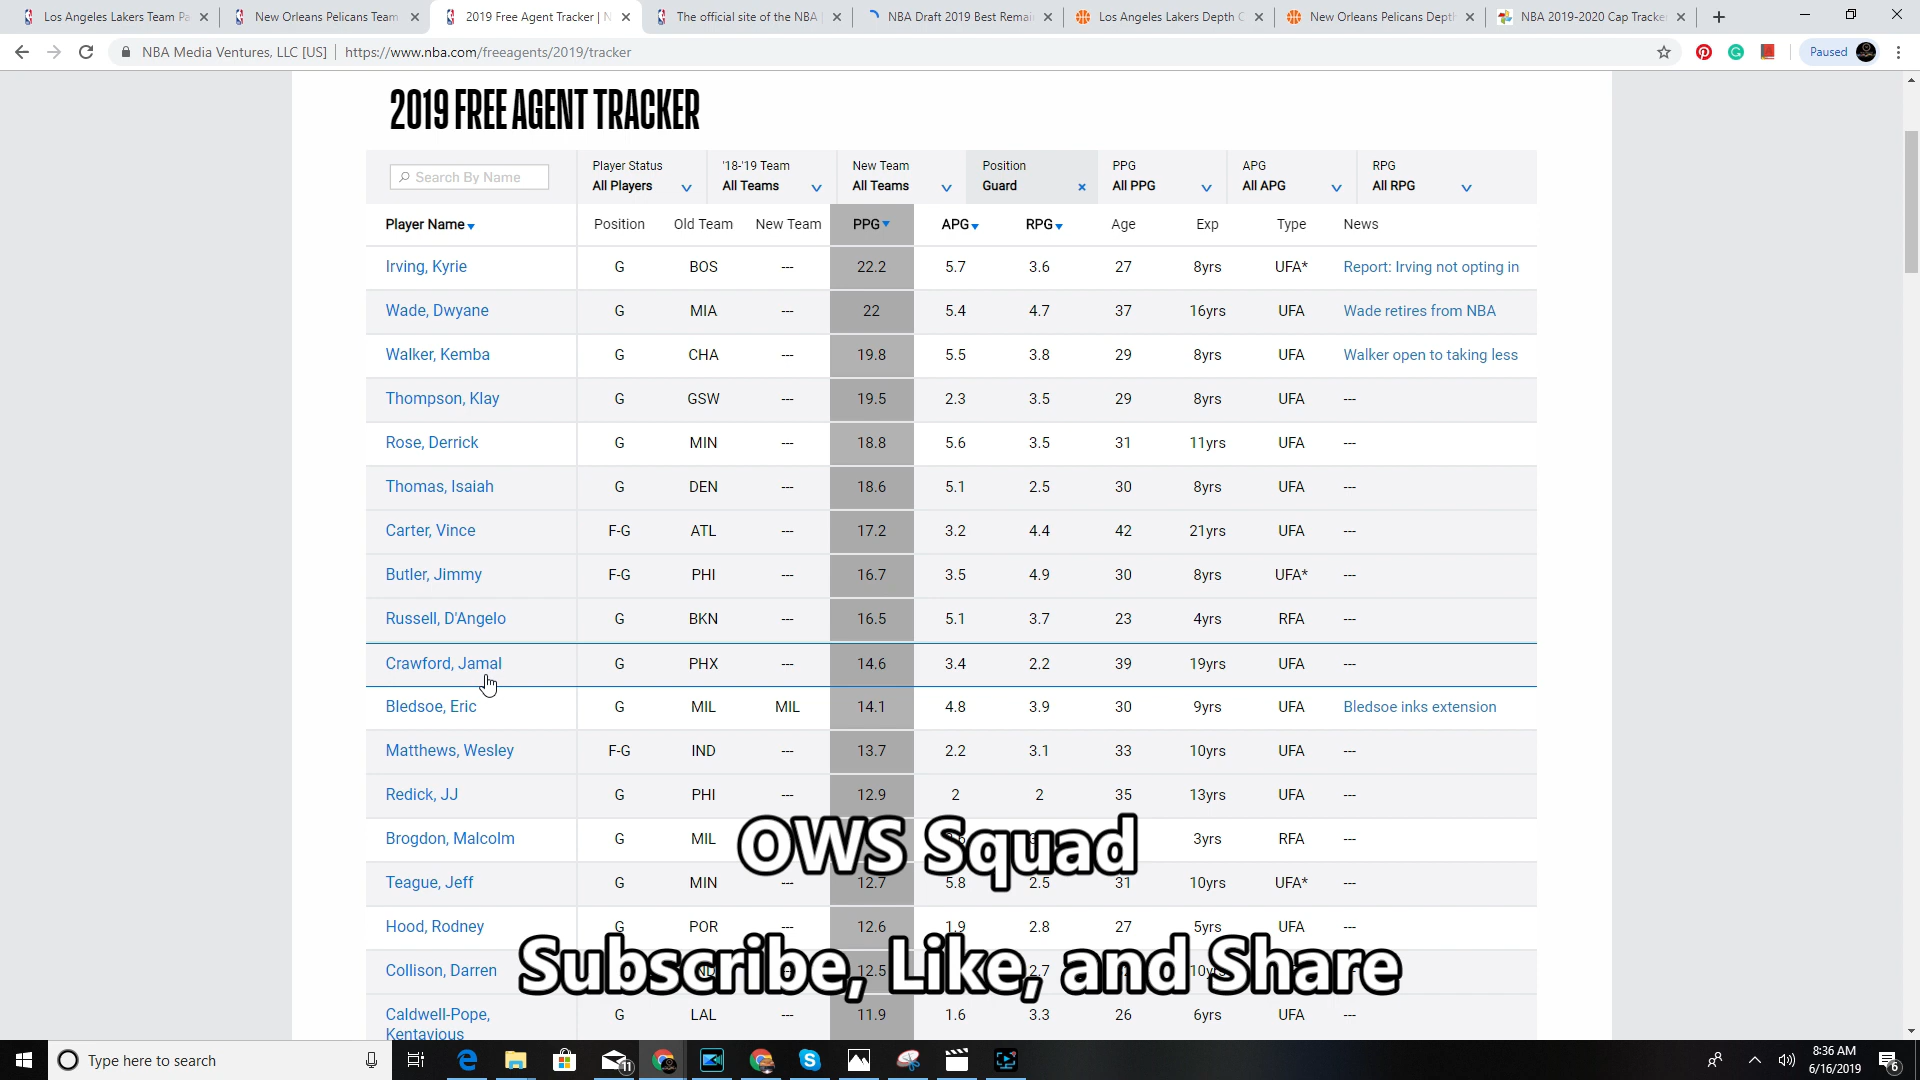 Los Angeles Lakers Team Pa
New Orleans Pelicans Team
2019 Free Agent Tracker | N
The official site of the NBA
NBA Draft 2019 Best Remai
Los Angeles Lakers Depth C
New Orleans Pelicans Dept
NBA 2019-2020 Cap Tracke
NBA Media Ventures, LLC [US] | https://www.nba.com/freeagents/2019/tracker
Paused
2019 FREE AGENT TRACKER
Search By Name
Player Status All Players
'18-'19 Team All Teams
New Team All Teams
Position Guard
PPG All PPG
APG All APG
RPG All RPG
Player Name Position Old Team New Team PPG APG RPG Age Exp Type News
Irving, Kyrie G BOS --- 22.2 5.7 3.6 27 8yrs UFA* Report: Irving not opting in
Wade, Dwyane G MIA --- 22 5.4 4.7 37 16yrs UFA Wade retires from NBA
Walker, Kemba G CHA --- 19.8 5.5 3.8 29 8yrs UFA Walker open to taking less
Thompson, Klay G GSW --- 19.5 2.3 3.5 29 8yrs UFA ---
Rose, Derrick G MIN --- 18.8 5.6 3.5 31 11yrs UFA ---
Thomas, Isaiah G DEN --- 18.6 5.1 2.5 30 8yrs UFA ---
Carter, Vince F-G ATL --- 17.2 3.2 4.4 42 21yrs UFA ---
Butler, Jimmy F-G PHI --- 16.7 3.5 4.9 30 8yrs UFA* ---
Russell, D'Angelo G BKN --- 16.5 5.1 3.7 23 4yrs RFA ---
Crawford, Jamal G PHX --- 14.6 3.4 2.2 39 19yrs UFA ---
Bledsoe, Eric G MIL MIL 14.1 4.8 3.9 30 9yrs UFA Bledsoe inks extension
Matthews, Wesley F-G IND --- 13.7 2.2 3.1 33 10yrs UFA ---
Redick, JJ G PHI --- 12.9 2 2 35 13yrs UFA ---
Brogdon, Malcolm G MIL 3yrs RFA ---
OWS Squad
Teague, Jeff G MIN --- 12.7 5.8 2.5 31 10yrs UFA* ---
Hood, Rodney G POR --- 12.6 1.9 2.8 27 5yrs UFA ---
Collison, Darren 12.5 2.7
Subscribe, Like, and Share
Caldwell-Pope, G LAL --- 11.9 1.6 3.3 26 6yrs UFA ---
Kentavious
Type here to search
11
8:36 AM
6/16/2019
6